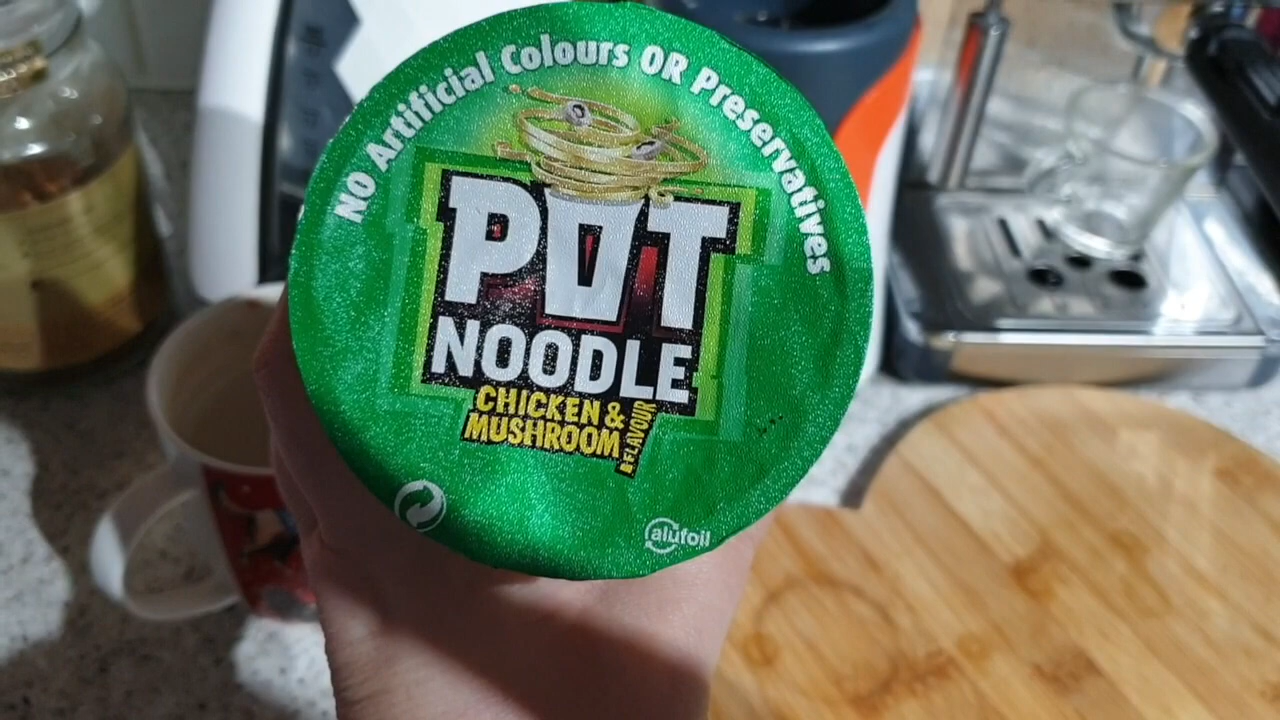 No Artificial Colours OR Preservatives
POT
NOODLE
CHICKEN &
MUSHROOM
FLAVOUR
alufoil